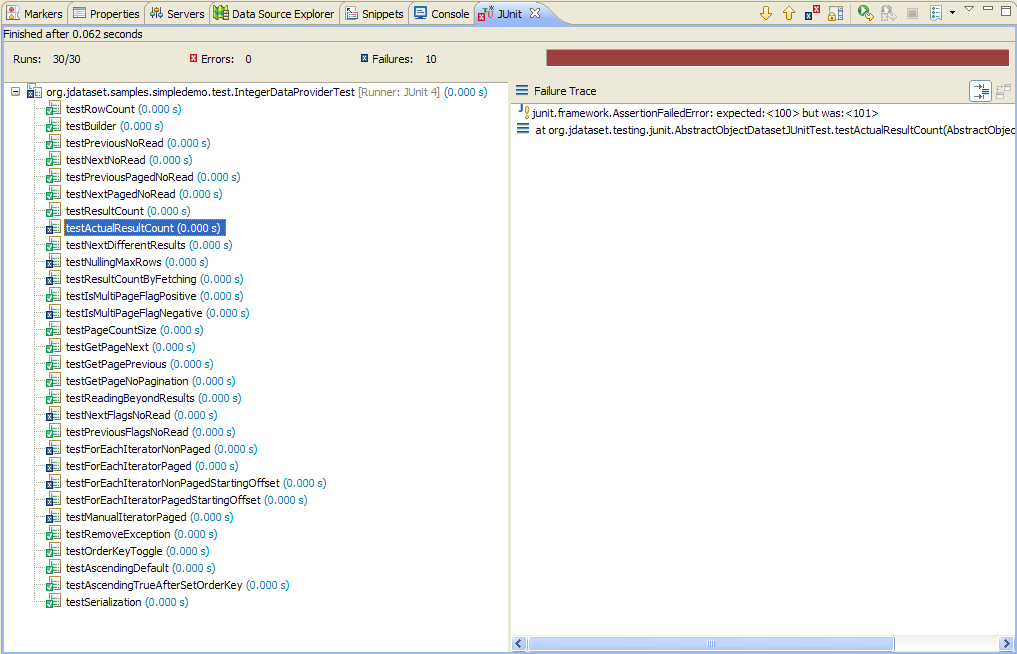 Markers Properties Servers Data Source Explorer Snippets Console JUnit
Finished after 0.062 seconds
Runs: 30/30 Errors: 0 Failures: 10
org.jdataset.samples.simpledemo.test.IntegerDataProviderTest [Runner: JUnit 4] (0.000 s)
testRowCount (0.000 s)
testBuilder (0.000 s)
testPreviousNoRead (0.000 s)
testNextNoRead (0.000 s)
testPreviousPagedNoRead (0.000 s)
testNextPagedNoRead (0.000 s)
testResultCount (0.000 s)
testActualResultCount (0.000 s)
testNextDifferentResults (0.000 s)
testNullingMaxRows (0.000 s)
testResultCountByFetching (0.000 s)
testIsMultiPageFlagPositive (0.000 s)
testIsMultiPageFlagNegative (0.000 s)
testPageCountSize (0.000 s)
testGetPageNext (0.000 s)
testGetPagePrevious (0.000 s)
testGetPageNoPagination (0.000 s)
testReadingBeyondResults (0.000 s)
testNextFlagsNoRead (0.000 s)
testPreviousFlagsNoRead (0.000 s)
testForEachIteratorNonPaged (0.000 s)
testForEachIteratorPaged (0.000 s)
testForEachIteratorNonPagedStartingOffset (0.000 s)
testForEachIteratorPagedStartingOffset (0.000 s)
testManualIteratorPaged (0.000 s)
testRemoveException (0.000 s)
testOrderKeyToggle (0.000 s)
testAscendingDefault (0.000 s)
testAscendingTrueAfterSetOrderKey (0.000 s)
testSerialization (0.000 s)
Failure Trace
junit.framework.AssertionFailedError: expected:<100> but was:<101>
at org.jdataset.testing.junit.AbstractObjectDatasetJUnitTest.testActualResultCount(AbstractObjec